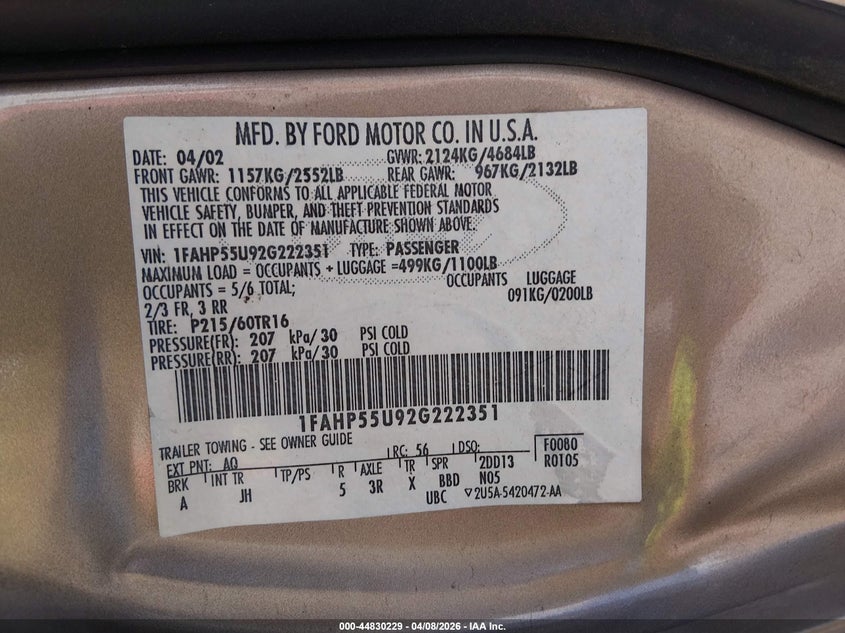 MFD. BY FORD MOTOR CO. IN U.S.A.
DATE: 04/02 GVWR: 2124KG/4684LB
FRONT GAWR: 1157KG/2552LB REAR GAWR: 967KG/2132LB
THIS VEHICLE CONFORMS TO ALL APPLICABLE FEDERAL MOTOR
VEHICLE SAFETY, BUMPER, AND THEFT PREVENTION STANDARDS
IN EFFECT ON THE DATE OF MANUFACTURE SHOWN ABOVE.
VIN: 1FAHP55U92G222351 TYPE: PASSENGER
MAXIMUM LOAD = OCCUPANTS + LUGGAGE =499KG/1100LB
OCCUPANTS = 5/6 TOTAL; OCCUPANTS LUGGAGE
2/3 FR, 3 RR 091KG/0200LB
TIRE: P215/60TR16
PRESSURE(FR): 207 kPa/30 PSI COLD
PRESSURE(RR): 207 kPa/30 PSI COLD
1FAHP55U92G222351
TRAILER TOWING - SEE OWNER GUIDE
EXT PNT: AQ RC: 56 DSO: F0080
BRK INT TR TP/PS R AXLE TR SPR 2DD13 R0T05
A JH 5 3R X BBD N05
UBC ▽2U5A-5420472-AA
000-44830229 - 04/08/2026 - IAA Inc.